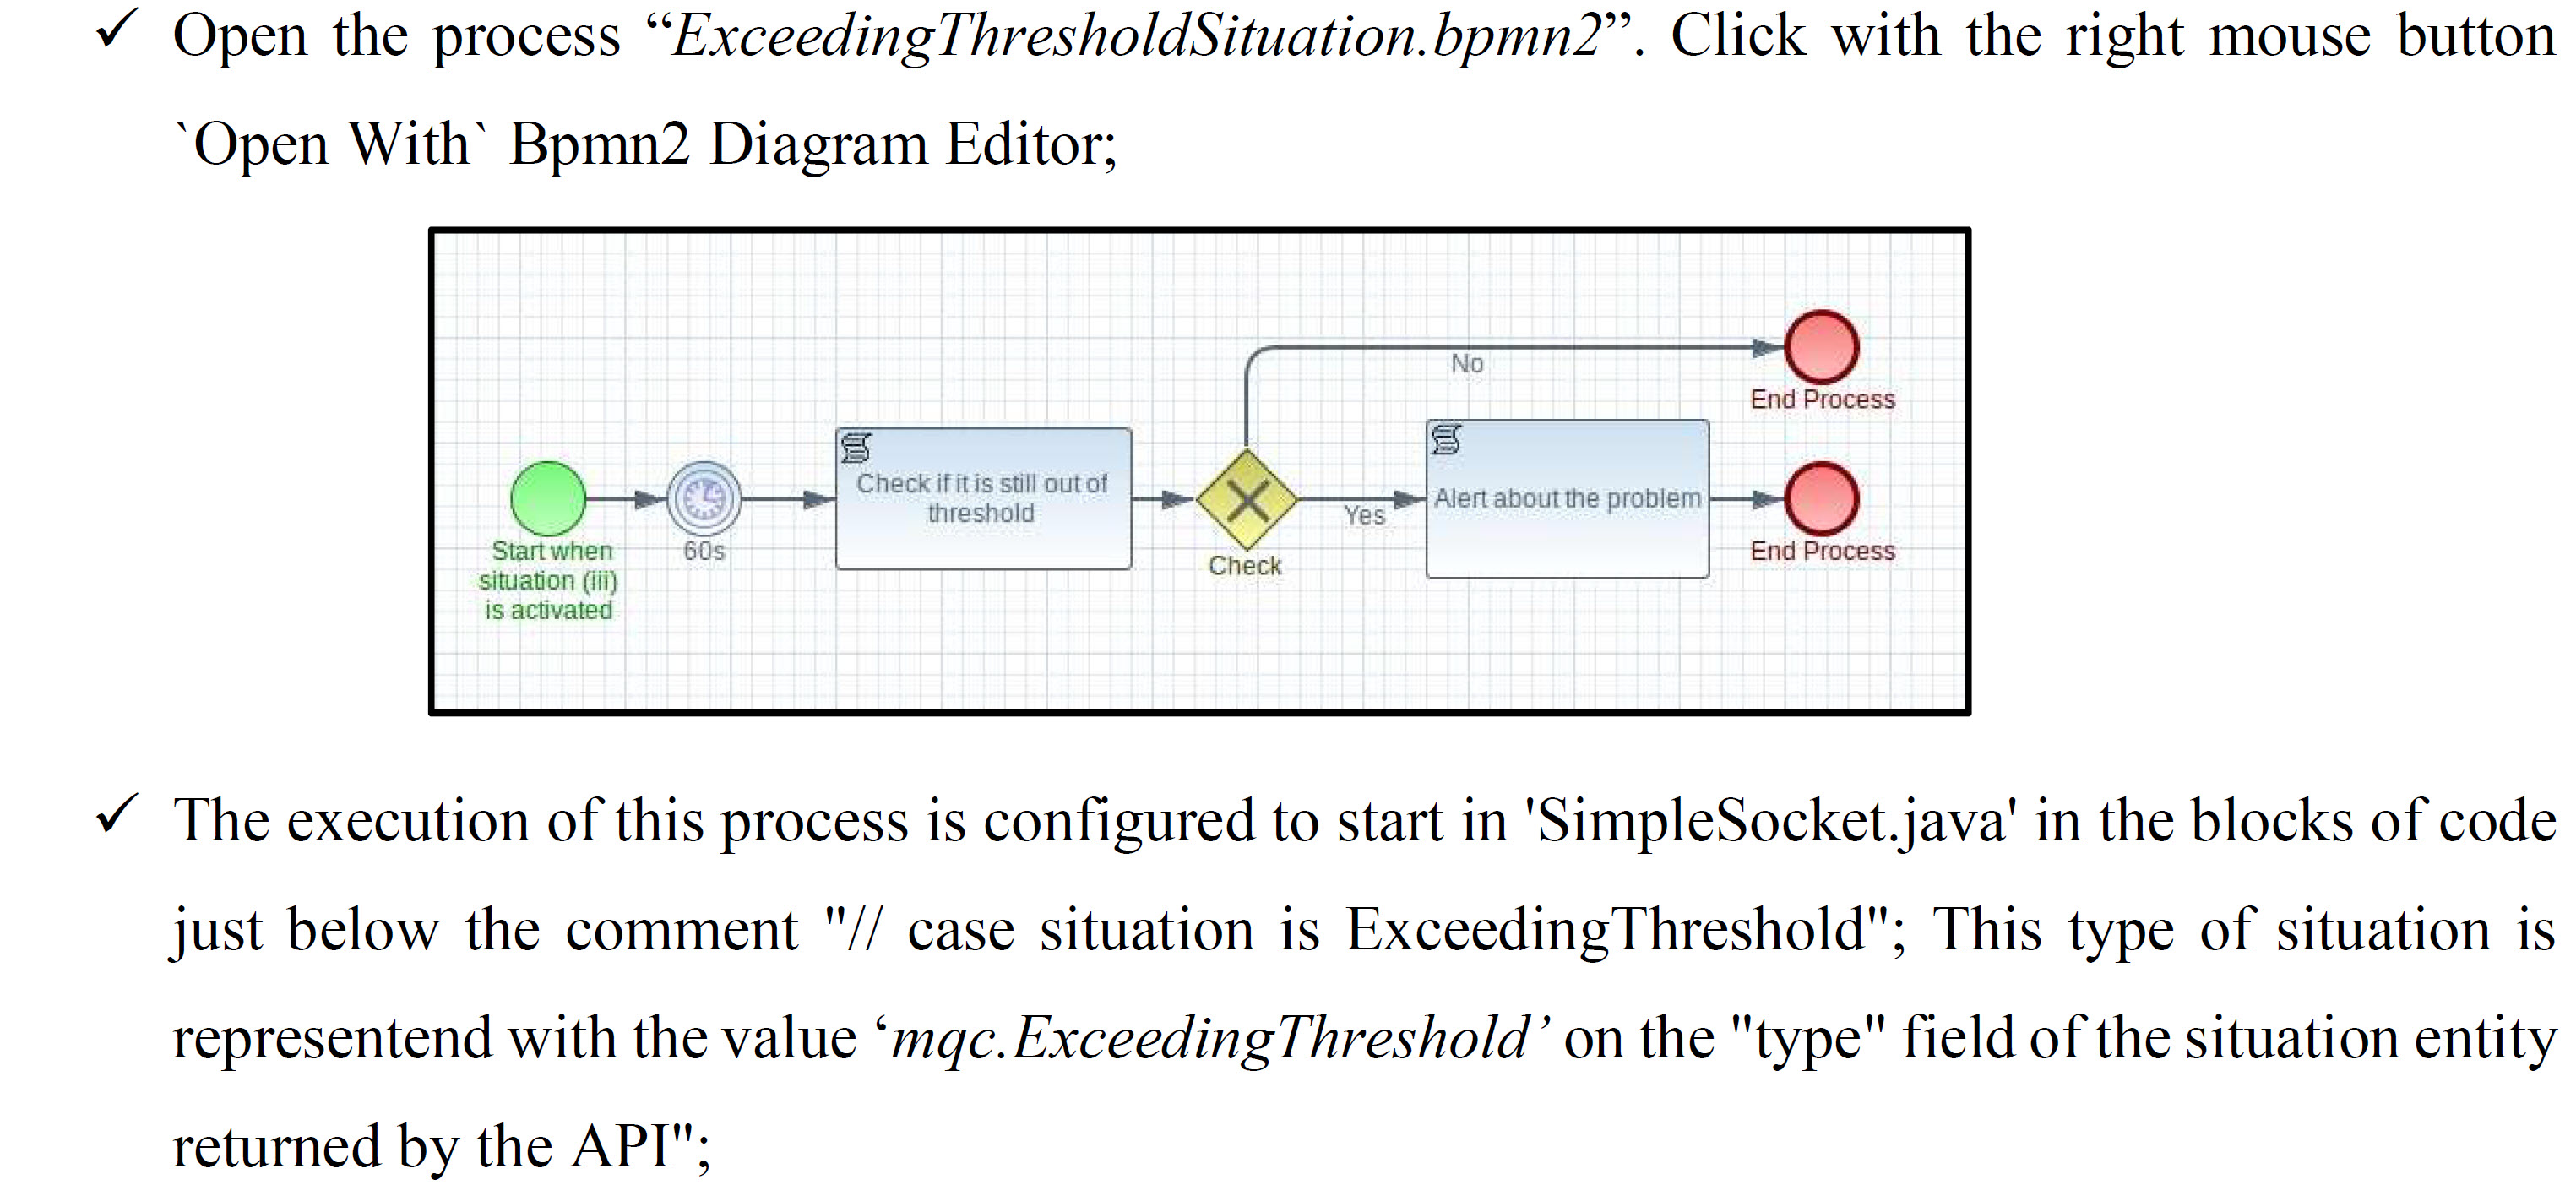 ✓ Open the process “ExceedingThresholdSituation.bpmn2”. Click with the right mouse button
`Open With` Bpmn2 Diagram Editor;
No
End Process
Check if it is still out of
threshold
Alert about the problem
Yes
Start when
situation (iii)
is activated
60s
Check
End Process
✓ The execution of this process is configured to start in 'SimpleSocket.java' in the blocks of code
just below the comment "// case situation is ExceedingThreshold"; This type of situation is
representend with the value ‘mqc.ExceedingThreshold’ on the "type" field of the situation entity
returned by the API";